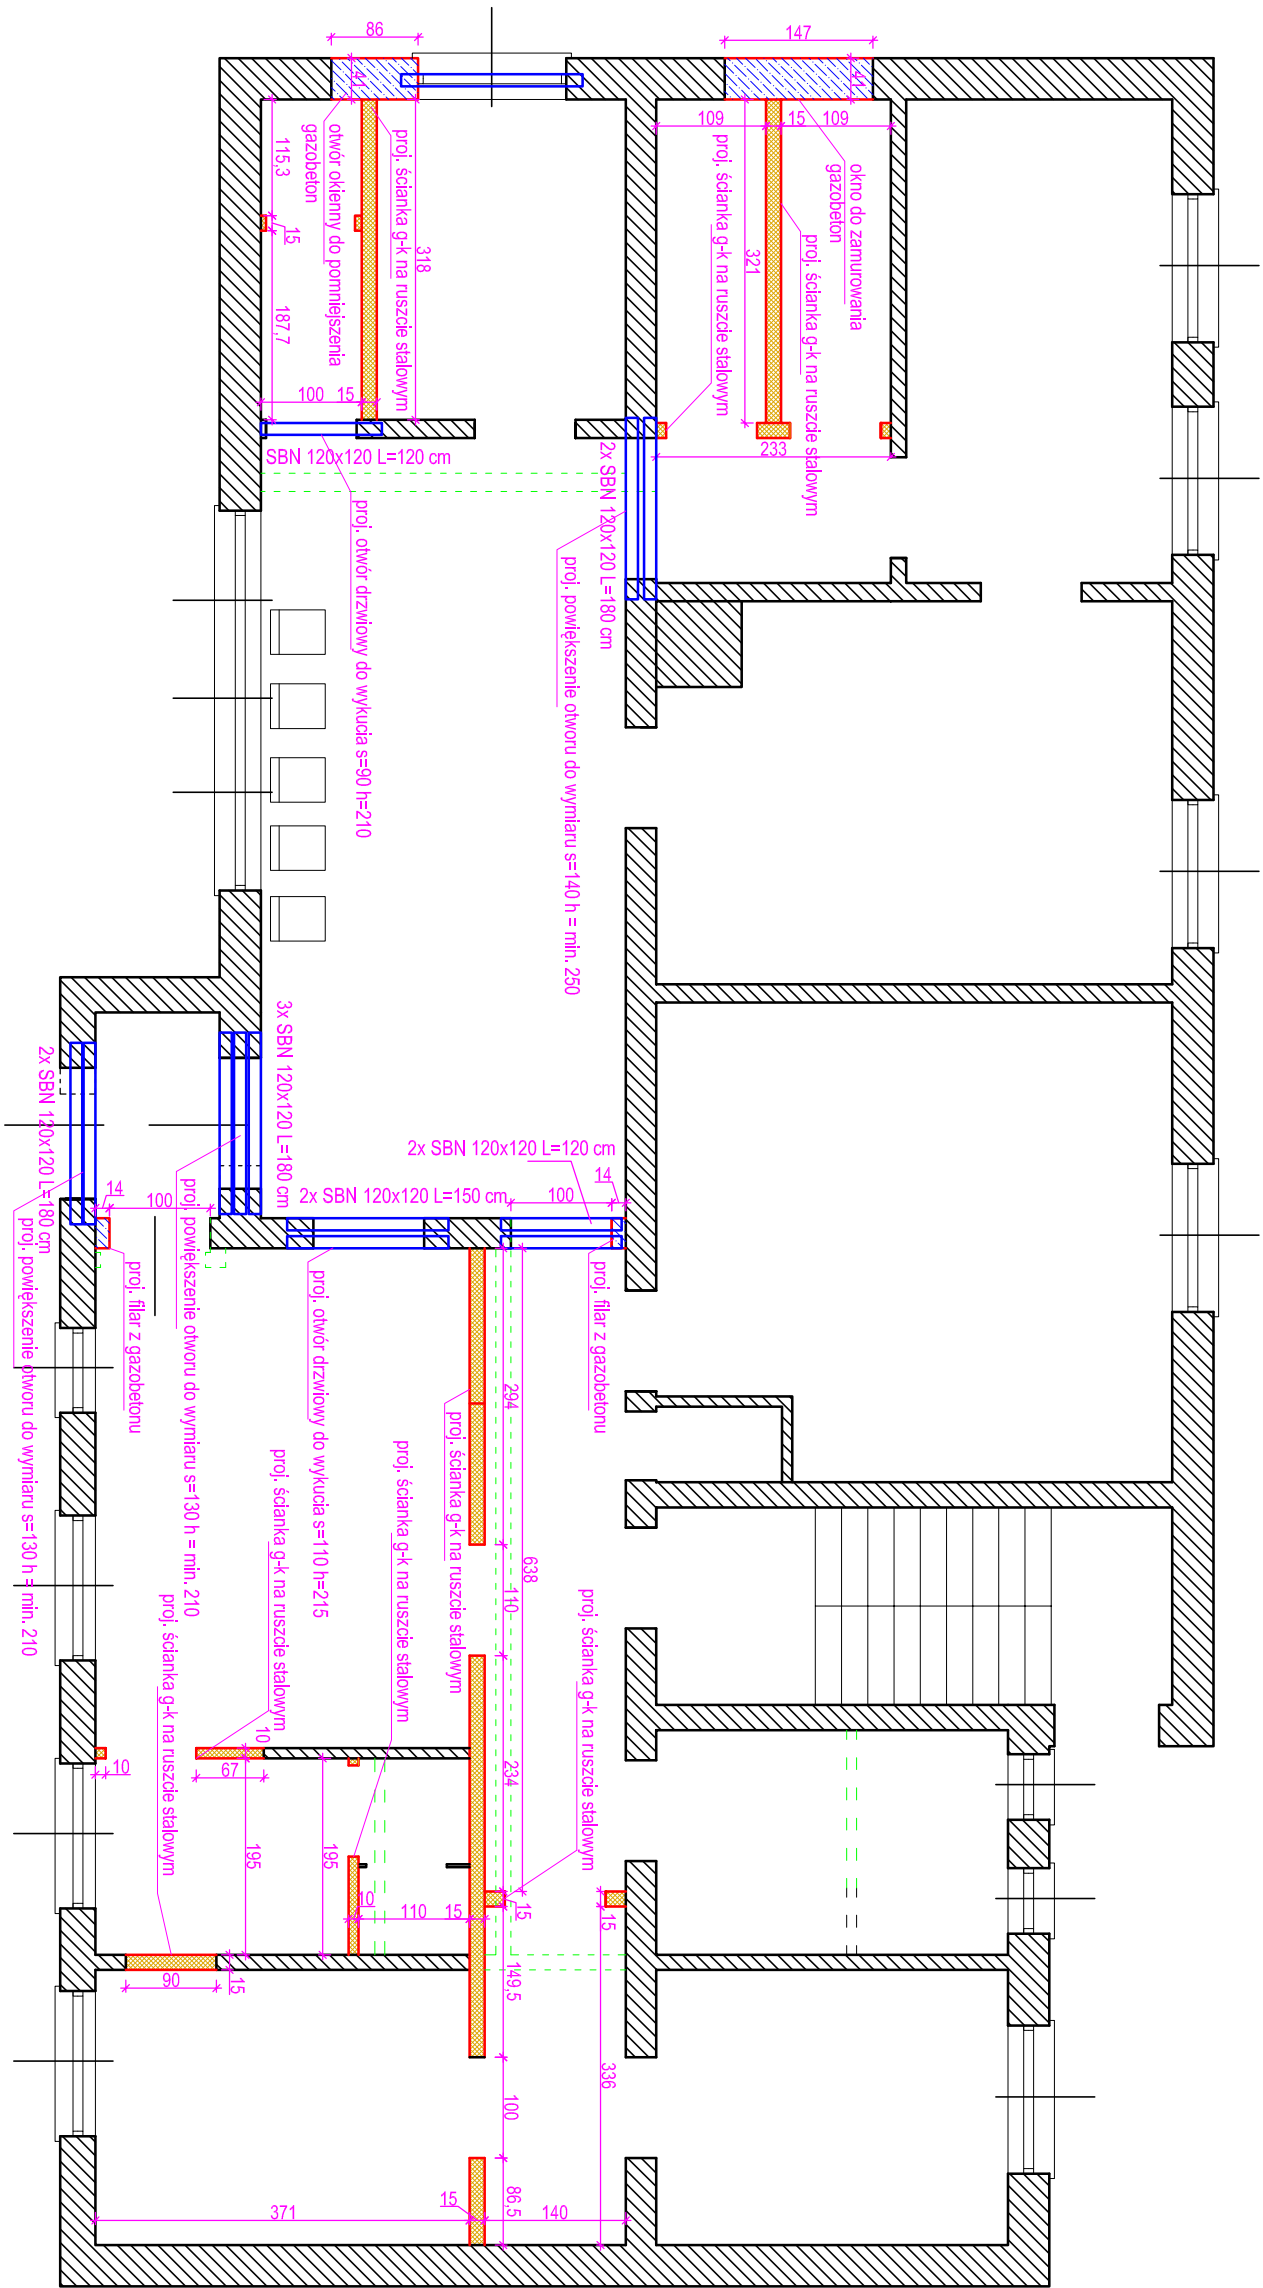 86
147
41
41
109
15
109
okno do zamurowania
gazobeton
proj. ścianka g-k na ruszcie stalowym
proj. ścianka g-k na ruszcie stalowym
321
233
proj. ścianka g-k na ruszcie stalowym
otwór okienny do pomniejszenia
gazobeton
115,3
15
187,7
318
100
15
SBN 120x120 L=120 cm
2x SBN 120x120 L=180 cm
proj. otwór drzwiowy do wykucia s=90 h=210
proj. powiększenie otworu do wymiaru s=140 h = min. 250
3x SBN 120x120 L=180 cm
2x SBN 120x120 L=180 cm
2x SBN 120x120 L=120 cm
2x SBN 120x120 L=150 cm
100
14
14
100
proj. powiększenie otworu do wymiaru s=130 h = min. 210
proj. powiększenie otworu do wymiaru s=130 h = min. 210
proj. filar z gazobetonu
proj. filar z gazobetonu
proj. otwór drzwiowy do wykucia s=110 h=215
proj. ścianka g-k na ruszcie stalowym
proj. ścianka g-k na ruszcie stalowym
proj. ścianka g-k na ruszcie stalowym
proj. ścianka g-k na ruszcie stalowym
proj. ścianka g-k na ruszcie stalowym
294
638
110
234
10
10
67
195
195
10
110
15
15
15
90
15
149,5
336
100
86,5
371
15
140